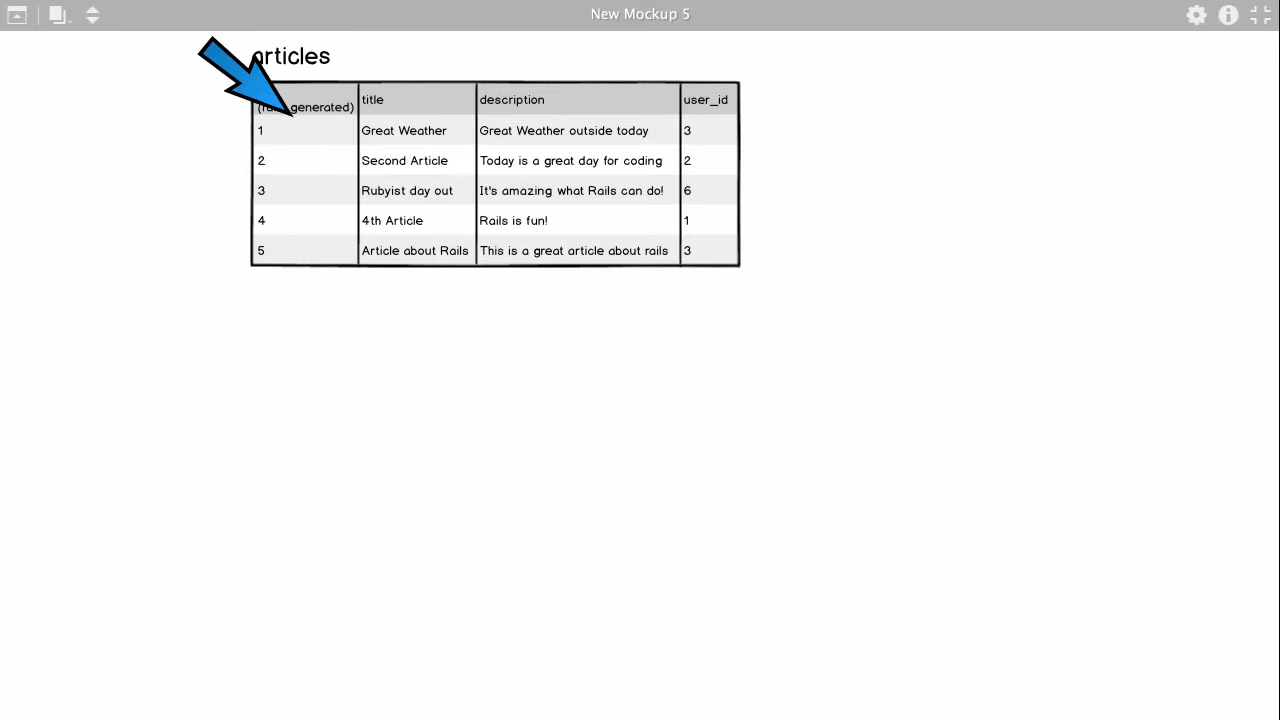 New Mockup 5
articles
generated) title description user_id
1 Great Weather Great Weather outside today 3
2 Second Article Today is a great day for coding 2
3 Rubyist day out It's amazing what Rails can do! 6
4 4th Article Rails is fun! 1
5 Article about Rails This is a great article about rails 3